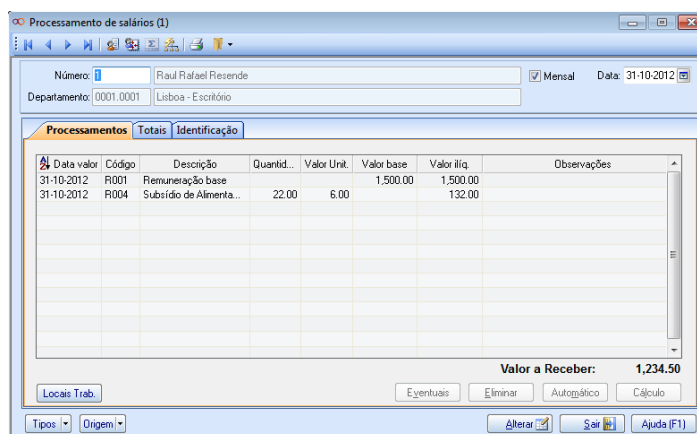 Processamento de salários (1)
Número: 1 Raul Rafael Resende Mensal Data: 31-10-2012
Departamento: 0001.0001 Lisboa - Escritório
Processamentos Totais Identificação
Data valor Código Descrição Quantid... Valor Unit. Valor base Valor ilíq. Observações
31-10-2012 R001 Remuneração base 1,500.00 1,500.00
31-10-2012 R004 Subsídio de Alimenta... 22.00 6.00 132.00
Valor a Receber: 1,234.50
Locais Trab. Eventuais Eliminar Automático Cálculo
Tipos Origem Alterar Sair Ajuda (F1)